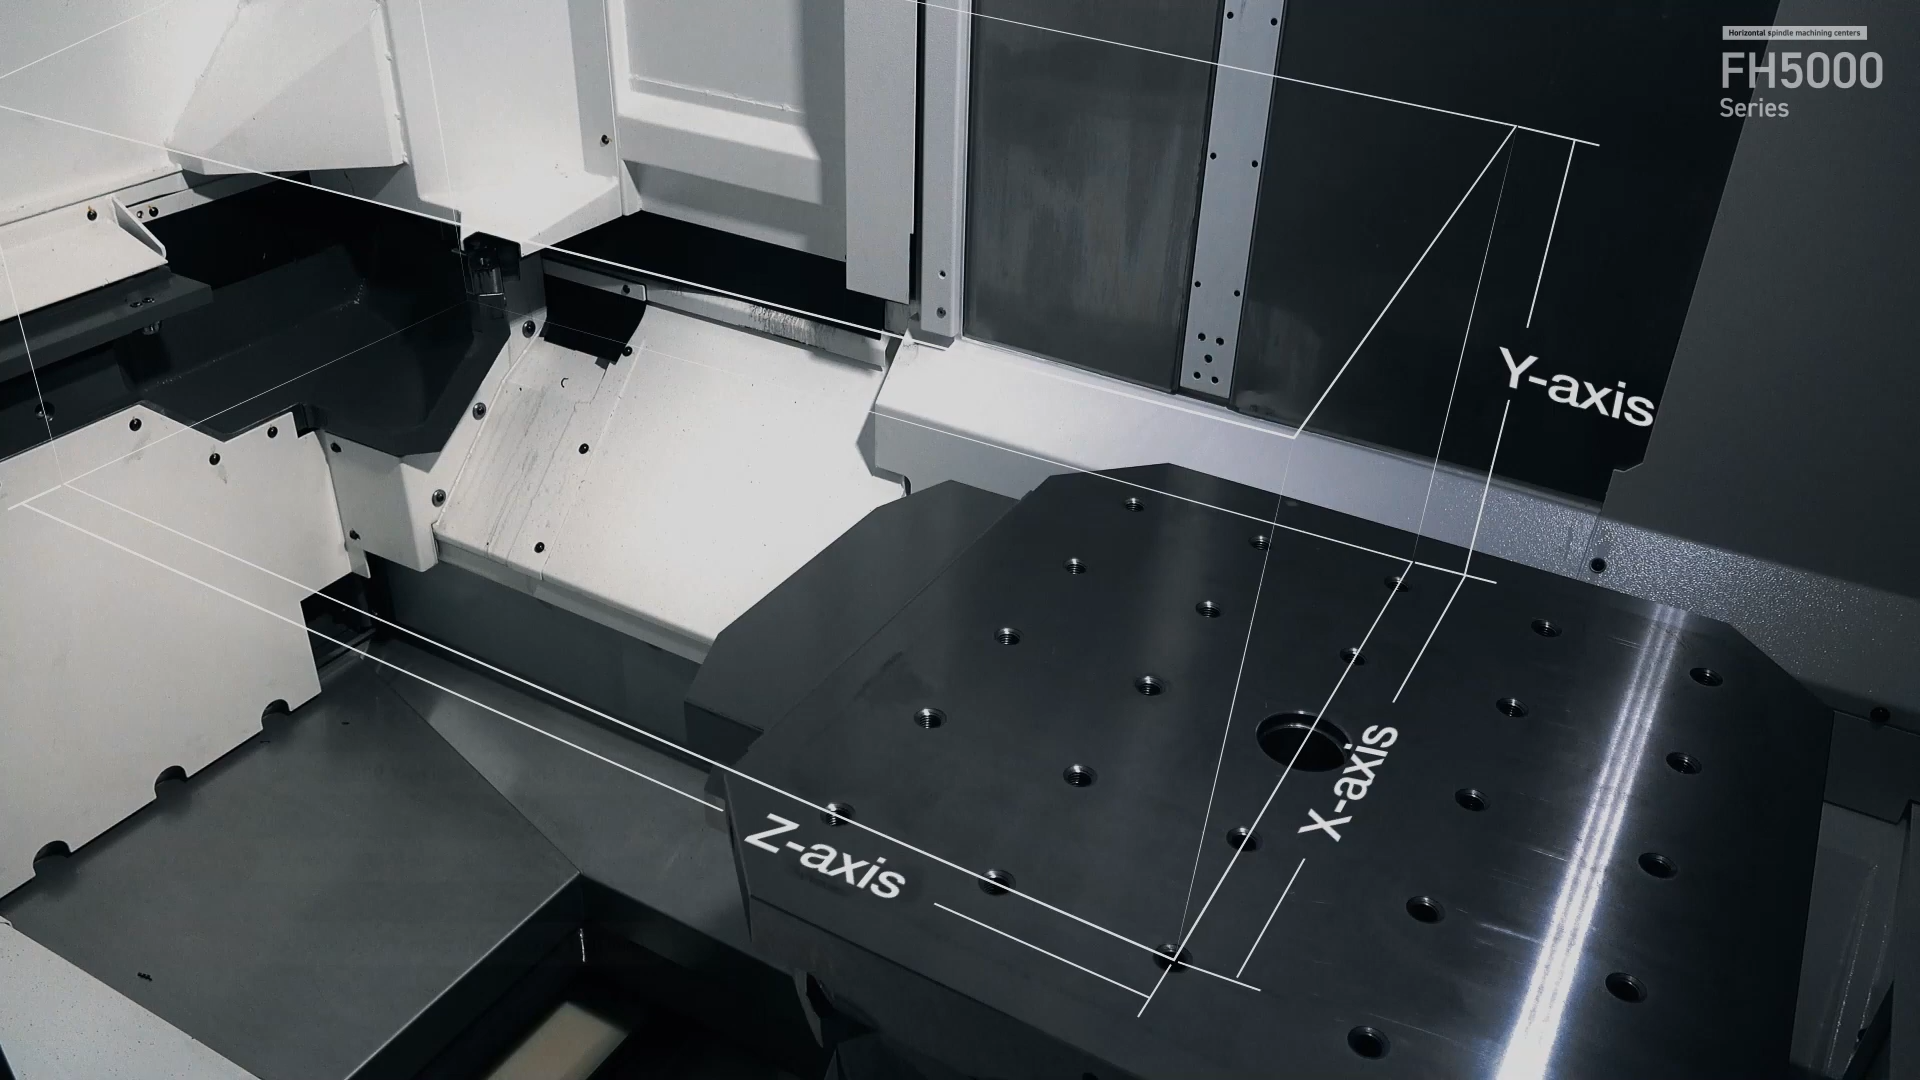 Horizontal spindle machining centers
FH5000
Series
Y-axis
X-axis
Z-axis